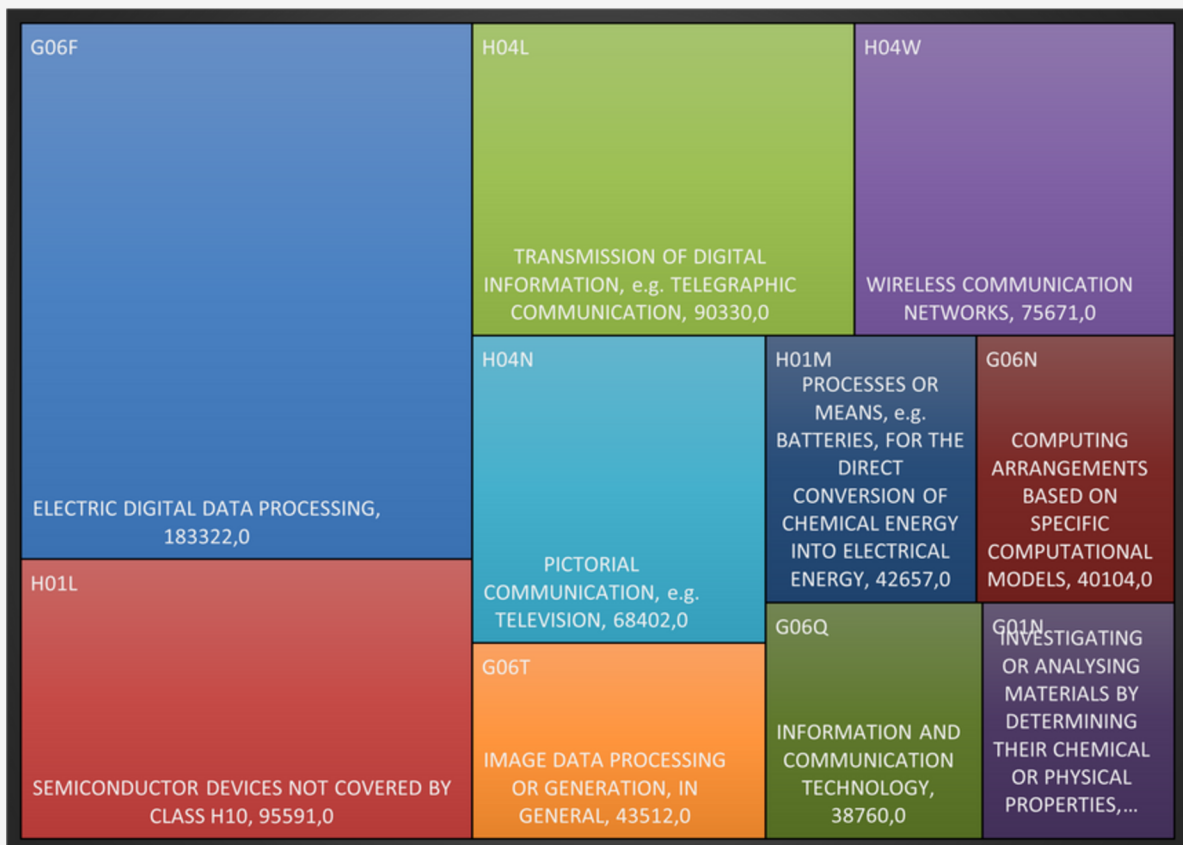 G06F
ELECTRIC DIGITAL DATA PROCESSING,
183322,0
H01L
SEMICONDUCTOR DEVICES NOT COVERED BY
CLASS H10, 95591,0
H04L
TRANSMISSION OF DIGITAL
INFORMATION, e.g. TELEGRAPHIC
COMMUNICATION, 90330,0
H04W
WIRELESS COMMUNICATION
NETWORKS, 75671,0
H04N
PICTORIAL
COMMUNICATION, e.g.
TELEVISION, 68402,0
G06T
IMAGE DATA PROCESSING
OR GENERATION, IN
GENERAL, 43512,0
H01M
PROCESSES OR
MEANS, e.g.
BATTERIES, FOR THE
DIRECT
CONVERSION OF
CHEMICAL ENERGY
INTO ELECTRICAL
ENERGY, 42657,0
G06N
COMPUTING
ARRANGEMENTS
BASED ON
SPECIFIC
COMPUTATIONAL
MODELS, 40104,0
G06Q
INFORMATION AND
COMMUNICATION
TECHNOLOGY,
38760,0
G01N
INVESTIGATING
OR ANALYSING
MATERIALS BY
DETERMINING
THEIR CHEMICAL
OR PHYSICAL
PROPERTIES,...